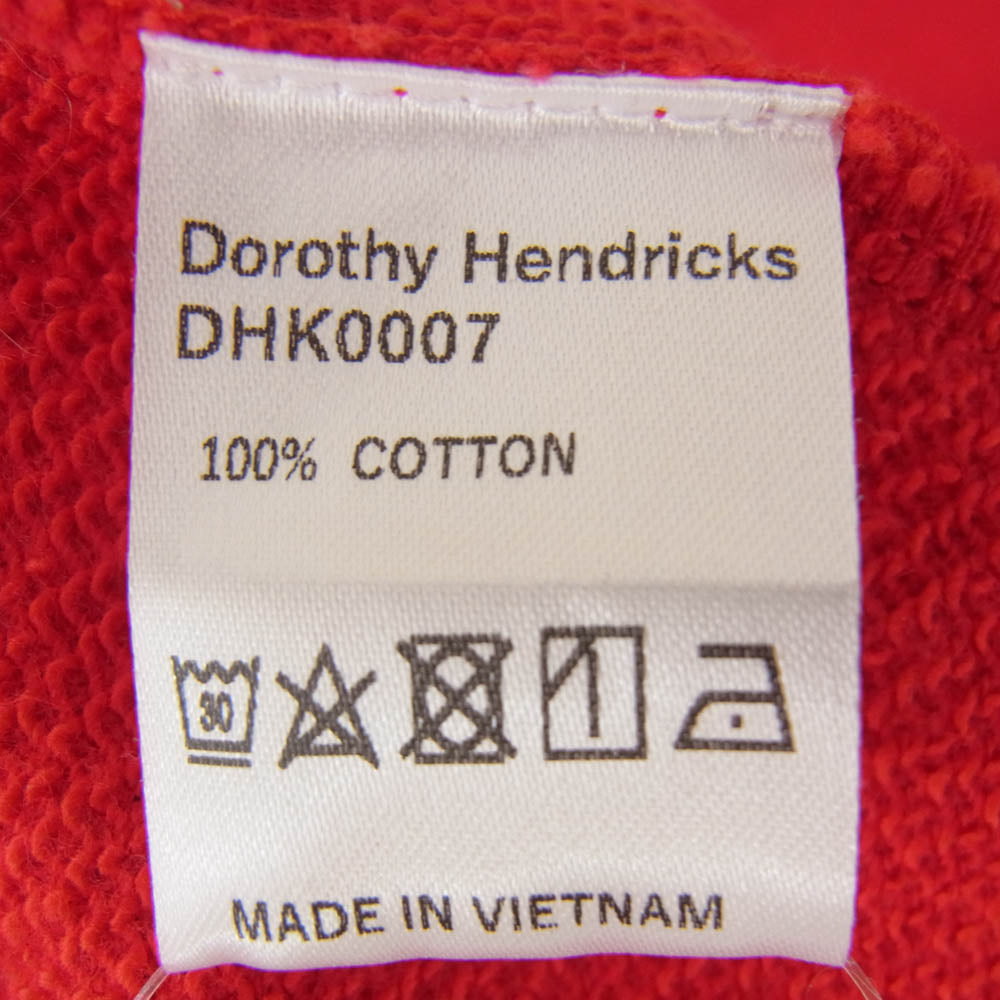 Dorothy Hendricks
DHK0007
100% COTTON
30
MADE IN VIETNAM